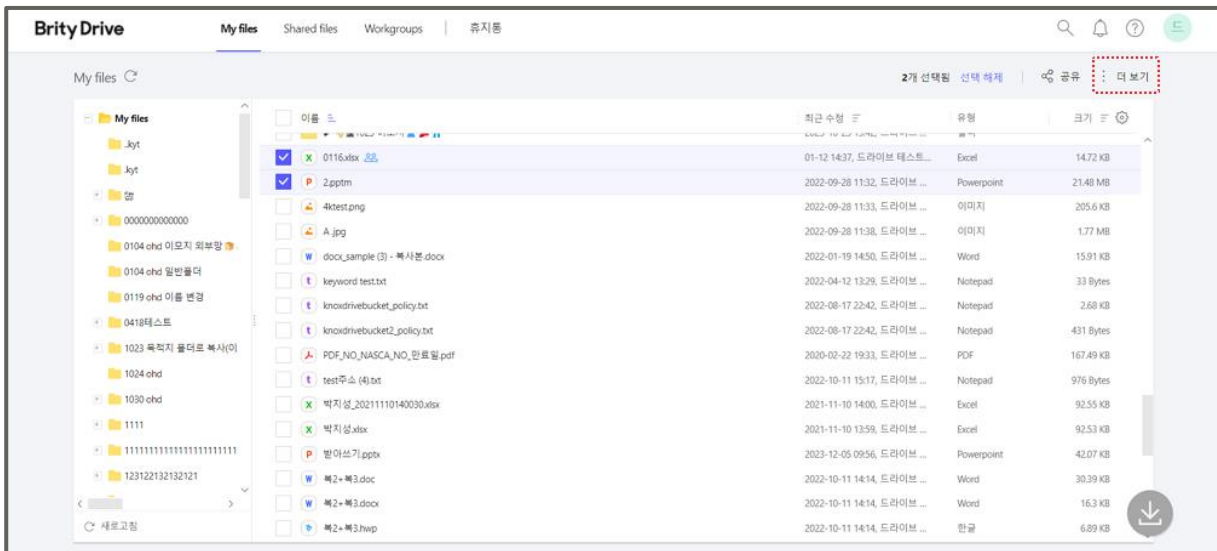 Brity Drive My files Shared files Workgroups 휴지통 드
My files 2개 선택됨 선택 해제 공유 더 보기
My files
.kyt
.kyt
0000000000000
0104 ohd 이모지 외부망
0104 ohd 일반폴더
0119 ohd 이름 변경
0418테스트
1023 목적지 폴더로 복사(이
1024 ohd
1030 ohd
1111
123122132132121
새로고침
이름 최근 수정 유형 크기
0116.xlsx 01-12 14:37, 드라이브 테스트... Excel 14.72 KB
2.pptm 2022-09-28 11:32, 드라이브 ... Powerpoint 21.48 MB
4ktest.png 2022-09-28 11:33, 드라이브 ... 이미지 205.6 KB
A.jpg 2022-09-28 11:38, 드라이브 ... 이미지 1.77 MB
docx_sample (3) - 복사본.docx 2022-01-19 14:50, 드라이브 ... Word 15.91 KB
keyword test.txt 2022-04-12 13:29, 드라이브 ... Notepad 33 Bytes
knoxdrivebucket_policy.txt 2022-08-17 22:42, 드라이브 ... Notepad 2.68 KB
knoxdrivebucket2_policy.txt 2022-08-17 22:42, 드라이브 ... Notepad 431 Bytes
PDF_NO_NASCA_NO_만료일.pdf 2020-02-22 19:33, 드라이브 ... PDF 167.49 KB
test주소 (4).txt 2022-10-11 15:17, 드라이브 ... Notepad 976 Bytes
박지성_20211110140030.xlsx 2021-11-10 14:00, 드라이브 ... Excel 92.55 KB
박지성.xlsx 2021-11-10 13:59, 드라이브 ... Excel 92.53 KB
받아쓰기.pptx 2023-12-05 09:56, 드라이브 ... Powerpoint 42.07 KB
복2+복3.doc 2022-10-11 14:14, 드라이브 ... Word 30.39 KB
복2+복3.docx 2022-10-11 14:14, 드라이브 ... Word 16.3 KB
복2+복3.hwp 2022-10-11 14:14, 드라이브 ... 한글 6.89 KB